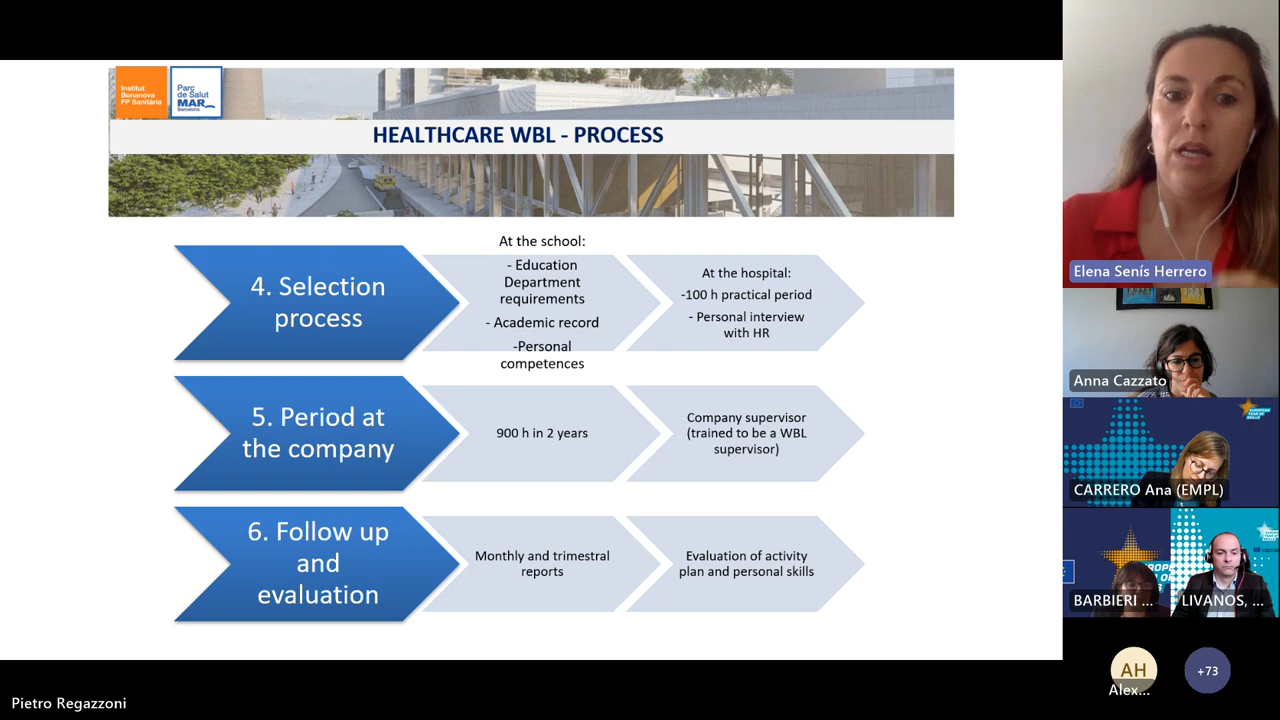 Institut
Bonanova
FP Sanitària
Parc
de Salut
MAR
Barcelona
HEALTHCARE WBL - PROCESS
4. Selection
process
At the school:
- Education
Department
requirements
- Academic record
-Personal
competences
At the hospital:
-100 h practical period
- Personal interview
with HR
5. Period at
the company
900 h in 2 years
Company supervisor
(trained to be a WBL
supervisor)
6. Follow up
and
evaluation
Monthly and trimestral
reports
Evaluation of activity
plan and personal skills
Elena Senís Herrero
Anna Cazzato
EUROPEAN
YEAR OF
SKILLS
CARRERO Ana (EMPL)
BARBIERI ...
LIVANOS, ...
AH
Alex...
+73
Pietro Regazzoni